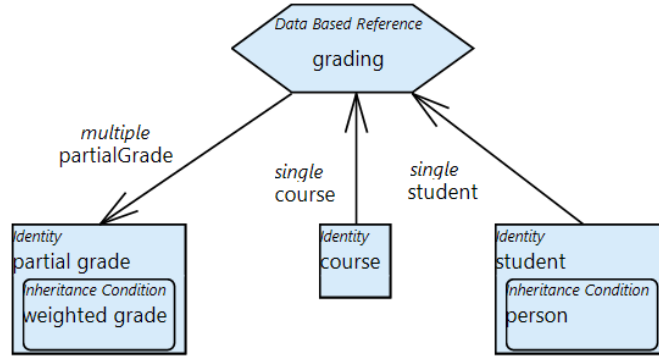 Data Based Reference
grading
multiple
partialGrade
single
course
single
student
Identity
partial grade
Inheritance Condition
weighted grade
Identity
course
Identity
student
Inheritance Condition
person